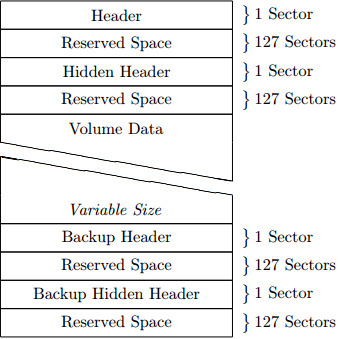 Header } 1 Sector
Reserved Space } 127 Sectors
Hidden Header } 1 Sector
Reserved Space } 127 Sectors
Volume Data
Variable Size
Backup Header } 1 Sector
Reserved Space } 127 Sectors
Backup Hidden Header } 1 Sector
Reserved Space } 127 Sectors